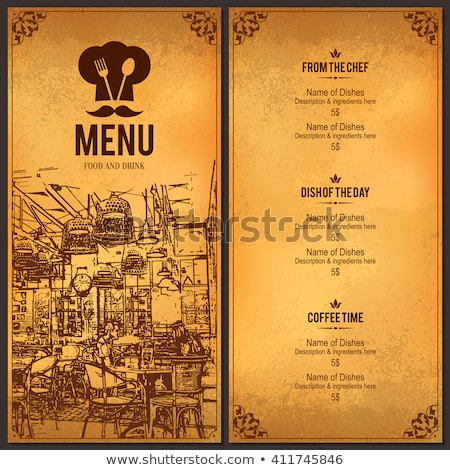 MENU
FOOD AND DRINK
FROM THE CHEF
Name of Dishes
Description & ingredients here
5$
Name of Dishes
Description & ingredients here
5$
DISH OF THE DAY
Name of Dishes
Description & ingredients here
5$
Name of Dishes
Description & ingredients here
5$
COFFEE TIME
Name of Dishes
Description & ingredients here
5$
Name of Dishes
Description & ingredients here
5$
shutterstock
shutterstock.com · 411745846